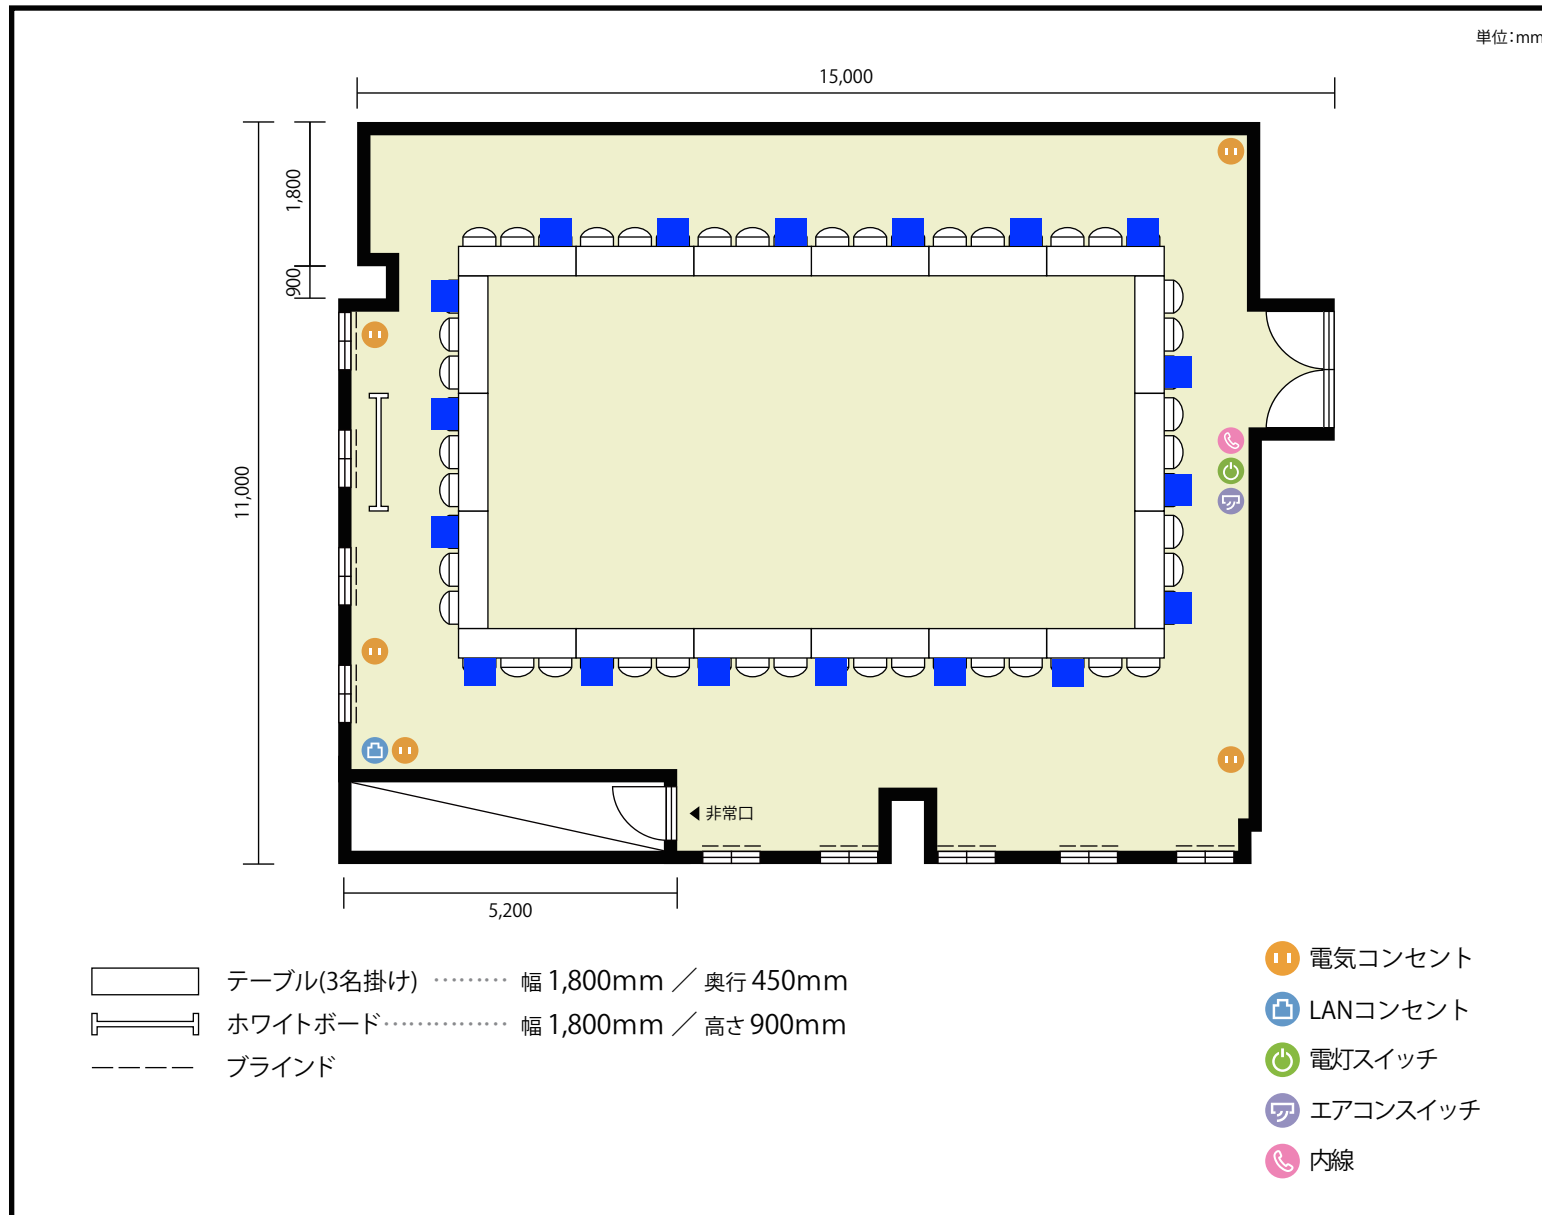 単位：mm
15,000
1,800
900
11,000
非常口
5,200
テーブル(3名掛け) ········· 幅 1,800mm ／ 奥行 450mm
ホワイトボード ··············· 幅 1,800mm ／ 高さ 900mm
ブラインド
電気コンセント
LANコンセント
電灯スイッチ
エアコンスイッチ
内線